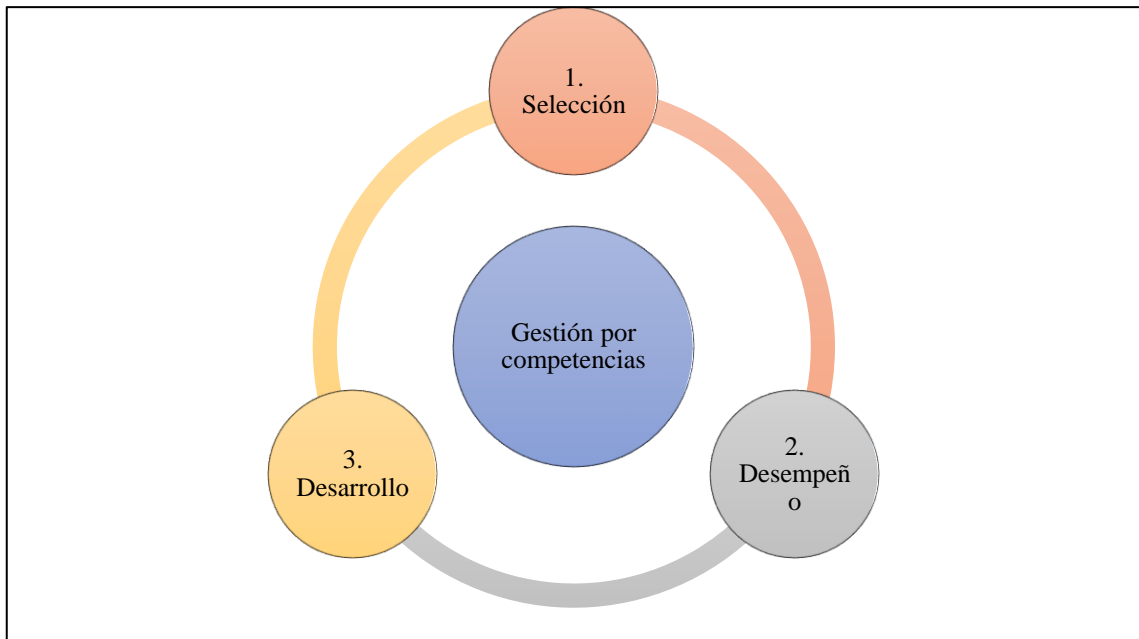 1.
Selección
Gestión por
competencias
2.
Desempeñ
o
3.
Desarrollo